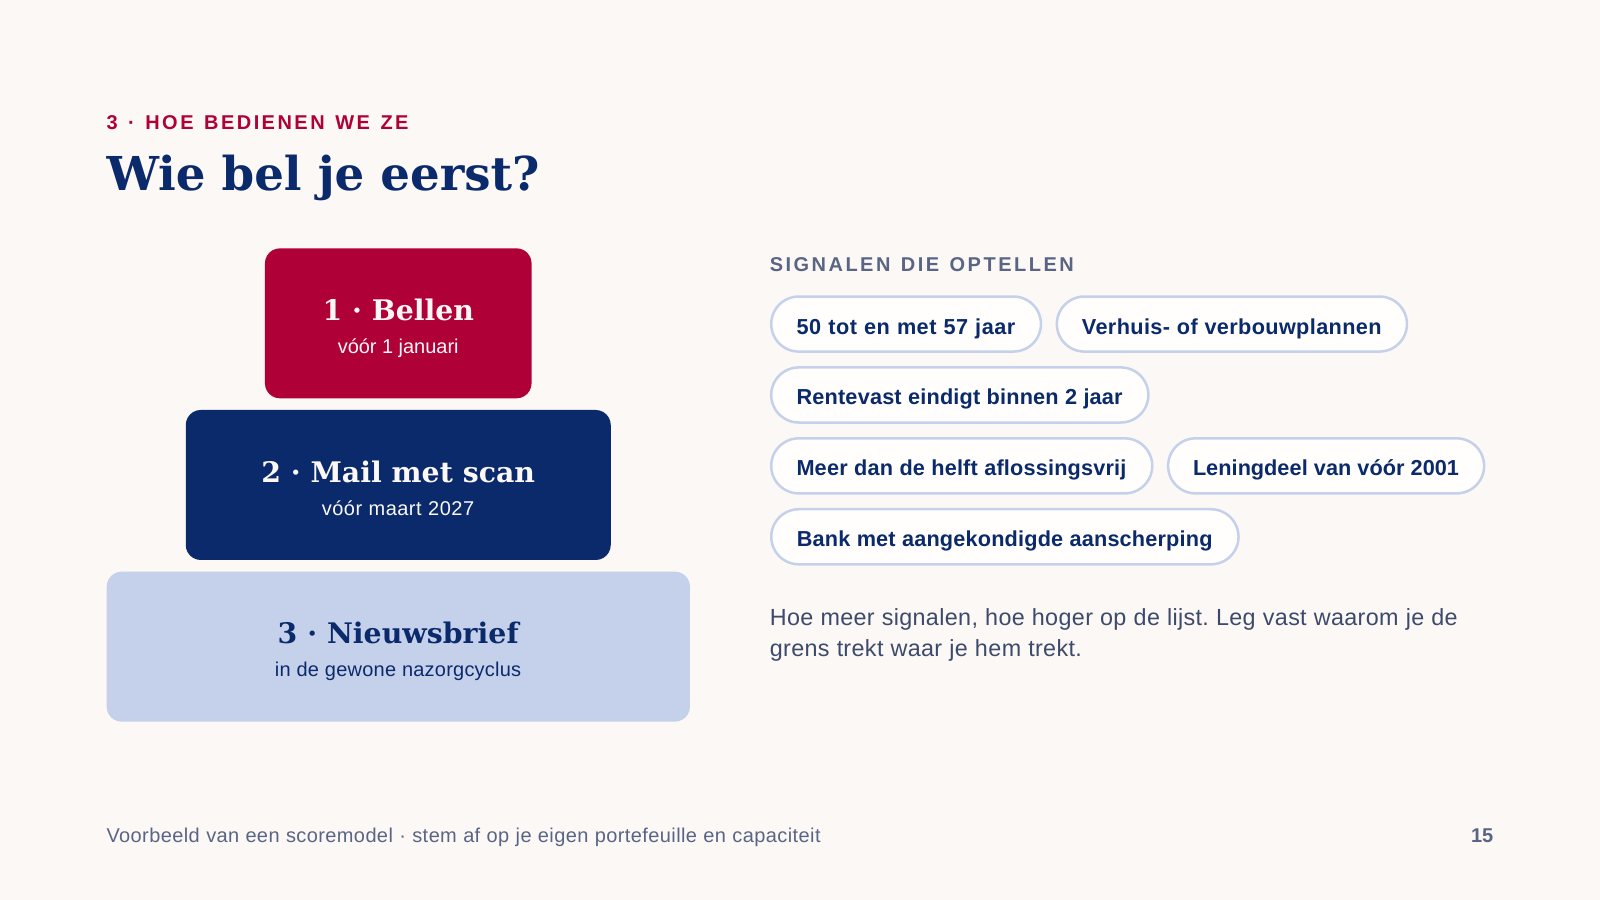 3 · HOE BEDIENEN WE ZE
Wie bel je eerst?
1 · Bellen
vóór 1 januari
2 · Mail met scan
vóór maart 2027
3 · Nieuwsbrief
in de gewone nazorgcyclus
SIGNALEN DIE OPTELLEN
50 tot en met 57 jaar
Verhuis- of verbouwplannen
Rentevast eindigt binnen 2 jaar
Meer dan de helft aflossingsvrij
Leningdeel van vóór 2001
Bank met aangekondigde aanscherping
Hoe meer signalen, hoe hoger op de lijst. Leg vast waarom je de
grens trekt waar je hem trekt.
Voorbeeld van een scoremodel · stem af op je eigen portefeuille en capaciteit
15